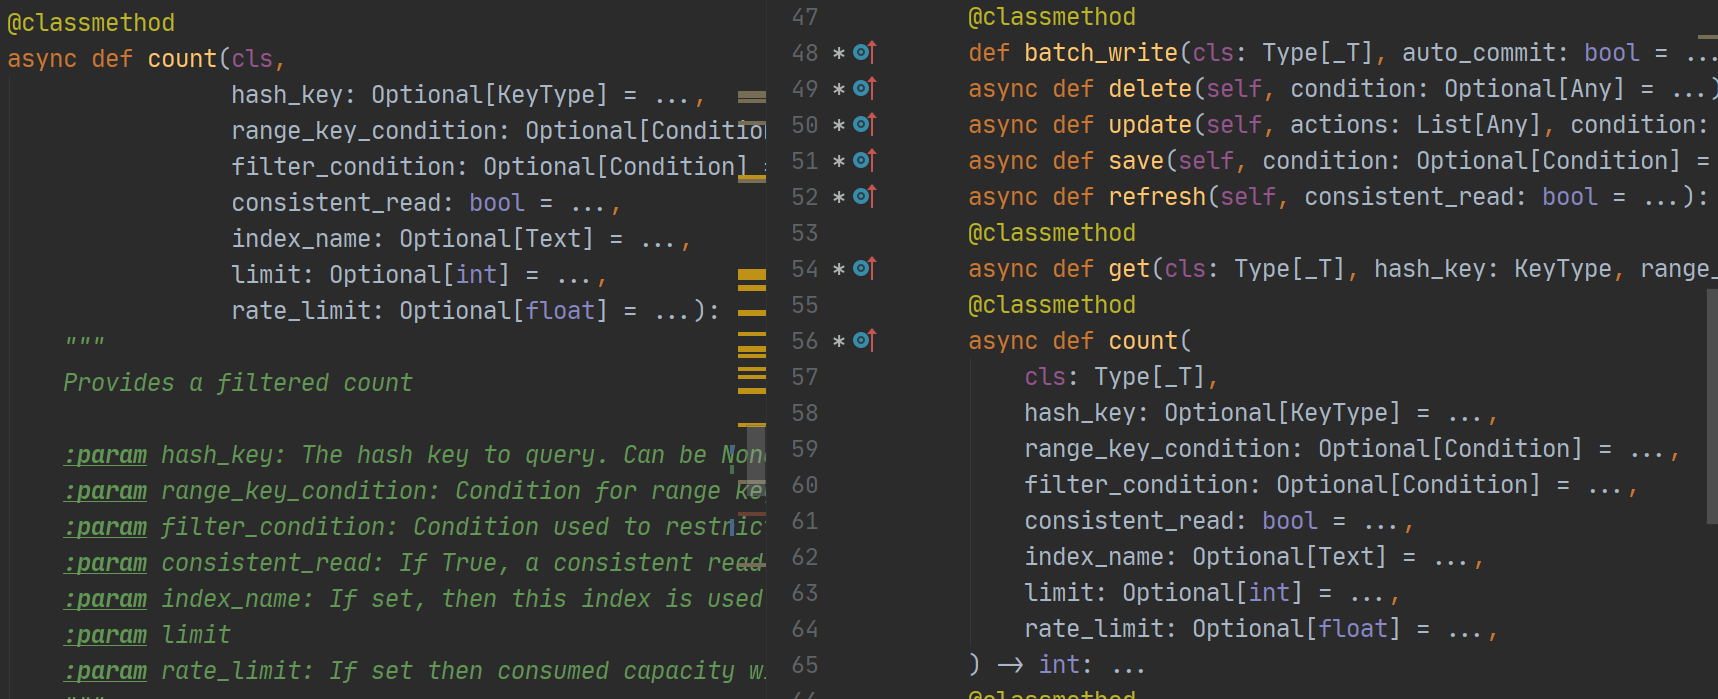 @classmethod
async def count(cls,
hash_key: Optional[KeyType] = ...,
range_key_condition: Optional[Condition
filter_condition: Optional[Condition] =
consistent_read: bool = ...,
index_name: Optional[Text] = ...,
limit: Optional[int] = ...,
rate_limit: Optional[float] = ...):
"""
Provides a filtered count
:param hash_key: The hash key to query. Can be None
:param range_key_condition: Condition for range ke
:param filter_condition: Condition used to restrict
:param consistent_read: If True, a consistent read
:param index_name: If set, then this index is used
:param limit
:param rate_limit: If set then consumed capacity w
"""
47 @classmethod
48 * def batch_write(cls: Type[_T], auto_commit: bool = ...
49 * async def delete(self, condition: Optional[Any] = ...)
50 * async def update(self, actions: List[Any], condition:
51 * async def save(self, condition: Optional[Condition] =
52 * async def refresh(self, consistent_read: bool = ...):
53 @classmethod
54 * async def get(cls: Type[_T], hash_key: KeyType, range_
55 @classmethod
56 * async def count(
57 cls: Type[_T],
58 hash_key: Optional[KeyType] = ...,
59 range_key_condition: Optional[Condition] = ...,
60 filter_condition: Optional[Condition] = ...,
61 consistent_read: bool = ...,
62 index_name: Optional[Text] = ...,
63 limit: Optional[int] = ...,
64 rate_limit: Optional[float] = ...,
65 ) -> int: ...
66 @classmethod